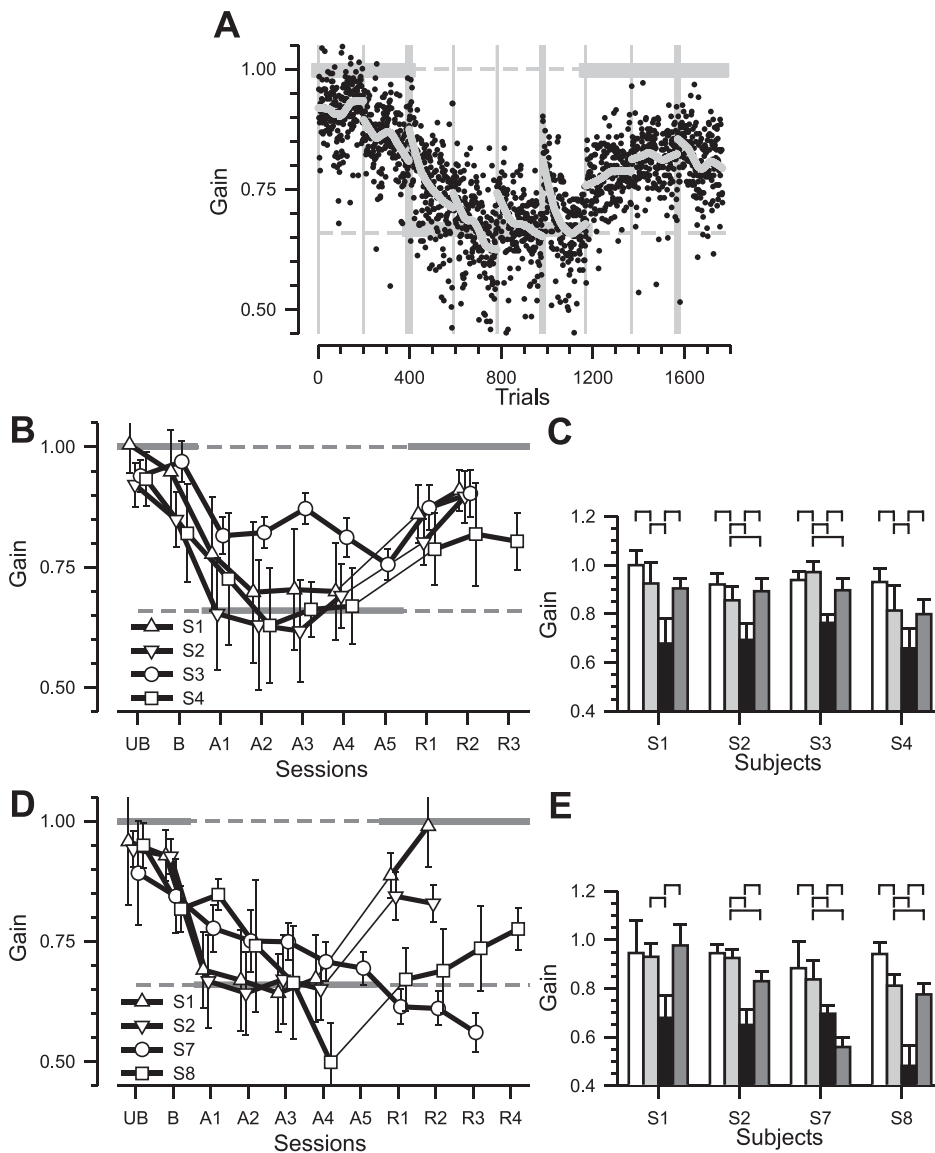 A
1.00
0.75
0.50
Gain
0 400 800 1200 1600
Trials
B
1.00
0.75
0.50
Gain
S1
S2
S3
S4
UB B A1 A2 A3 A4 A5 R1 R2 R3
Sessions
C
1.2
1.0
0.8
0.6
0.4
Gain
S1 S2 S3 S4
Subjects
D
1.00
0.75
0.50
Gain
S1
S2
S7
S8
UB B A1 A2 A3 A4 A5 R1 R2 R3 R4
Sessions
E
1.2
1.0
0.8
0.6
0.4
Gain
S1 S2 S7 S8
Subjects